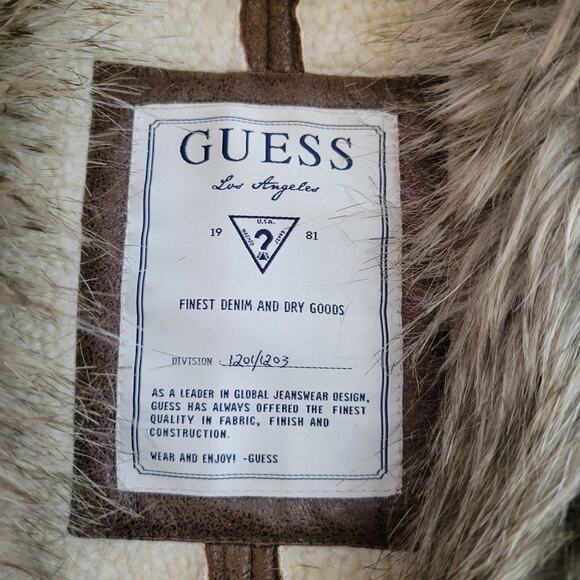 GUESS
Los Angeles
U.S.A.
19 ? 81
FINEST DENIM AND DRY GOODS
DIVISION : 1201/1203
AS A LEADER IN GLOBAL JEANSWEAR DESIGN,
GUESS HAS ALWAYS OFFERED THE FINEST
QUALITY IN FABRIC, FINISH AND
CONSTRUCTION.
WEAR AND ENJOY! -GUESS